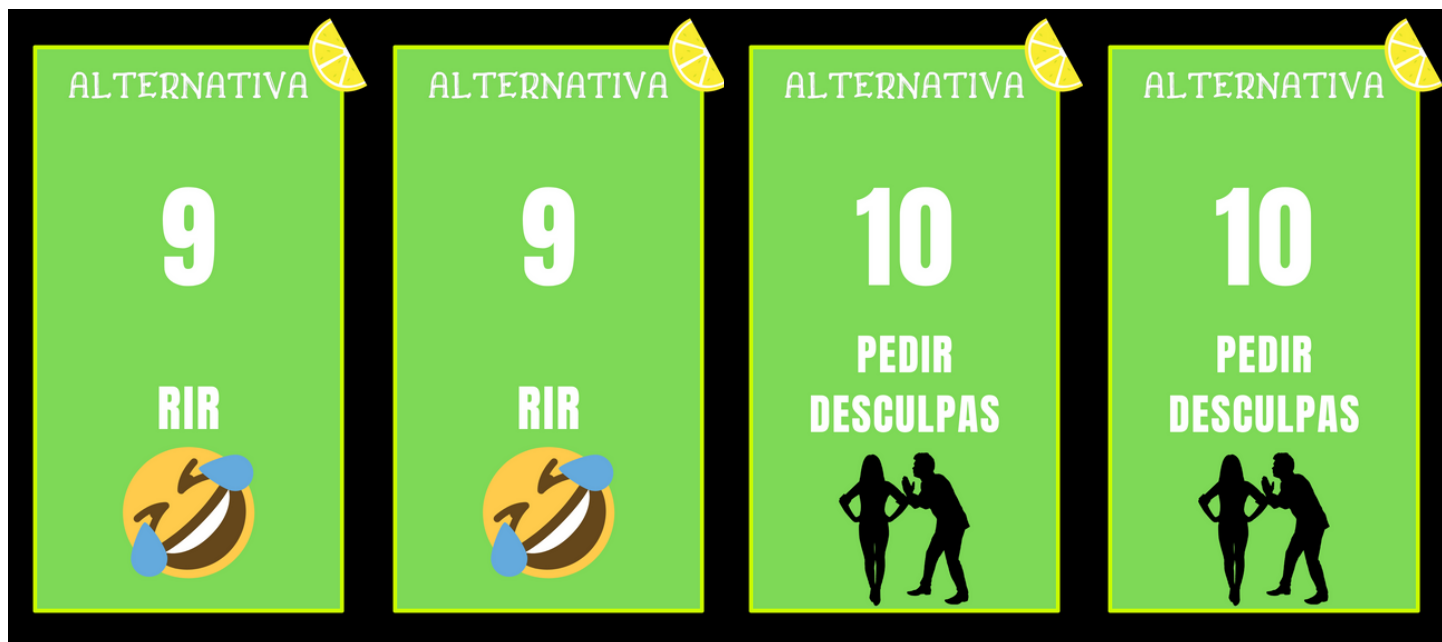 ALTERNATIVA
9
RIR
ALTERNATIVA
9
RIR
ALTERNATIVA
10
PEDIR
DESCULPAS
ALTERNATIVA
10
PEDIR
DESCULPAS